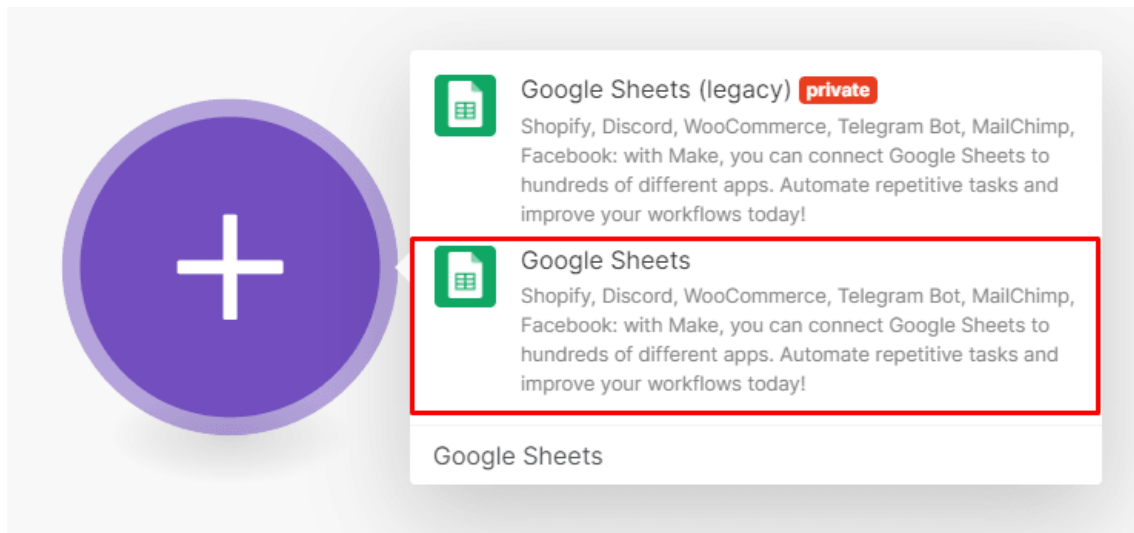 Google Sheets (legacy) private
Shopify, Discord, WooCommerce, Telegram Bot, MailChimp,
Facebook: with Make, you can connect Google Sheets to
hundreds of different apps. Automate repetitive tasks and
improve your workflows today!
Google Sheets
Shopify, Discord, WooCommerce, Telegram Bot, MailChimp,
Facebook: with Make, you can connect Google Sheets to
hundreds of different apps. Automate repetitive tasks and
improve your workflows today!
Google Sheets